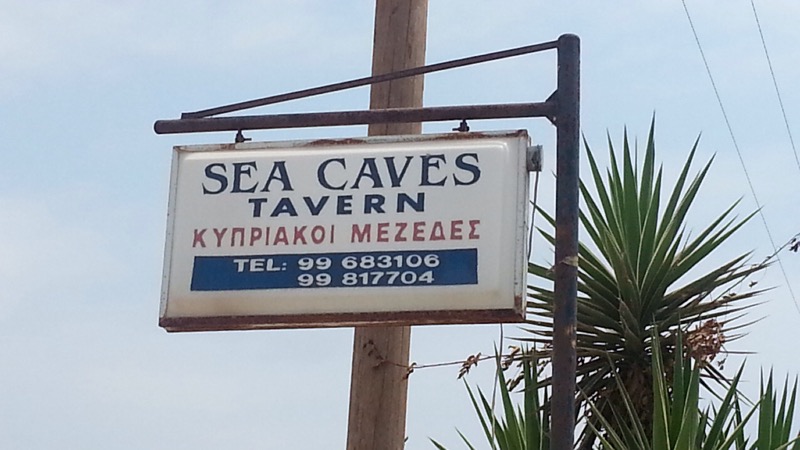 SEA CAVES
TAVERN
ΚΥΠΡΙΑΚΟΙ ΜΕΖΕΔΕΣ
TEL: 99 683106
99 817704